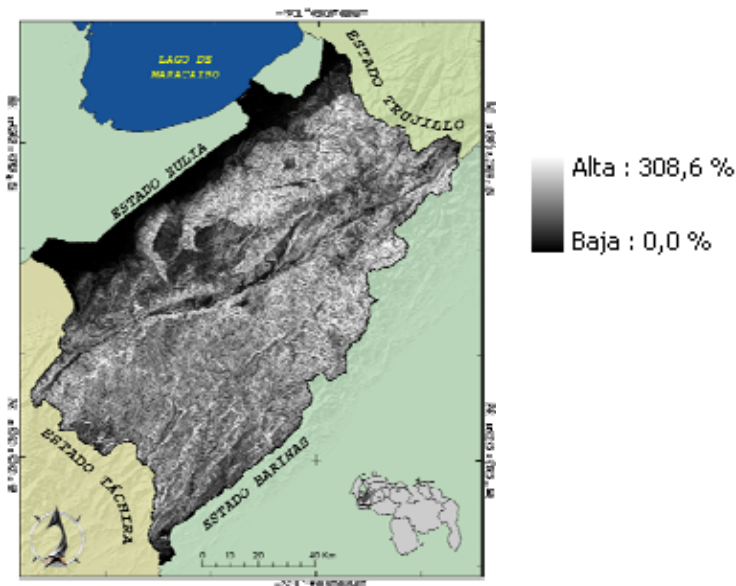 LAGO DE
MARACAIBO
ESTADO TRUJILLO
ESTADO ZULIA
ESTADO TÁCHIRA
ESTADO BARINAS
0 10 20 40 Km
Alta : 308,6 %
Baja : 0,0 %